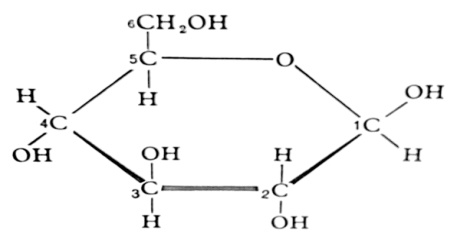 6CH₂OH
5C O
H OH
H
4C 1C
OH OH H H
3C 2C
H OH